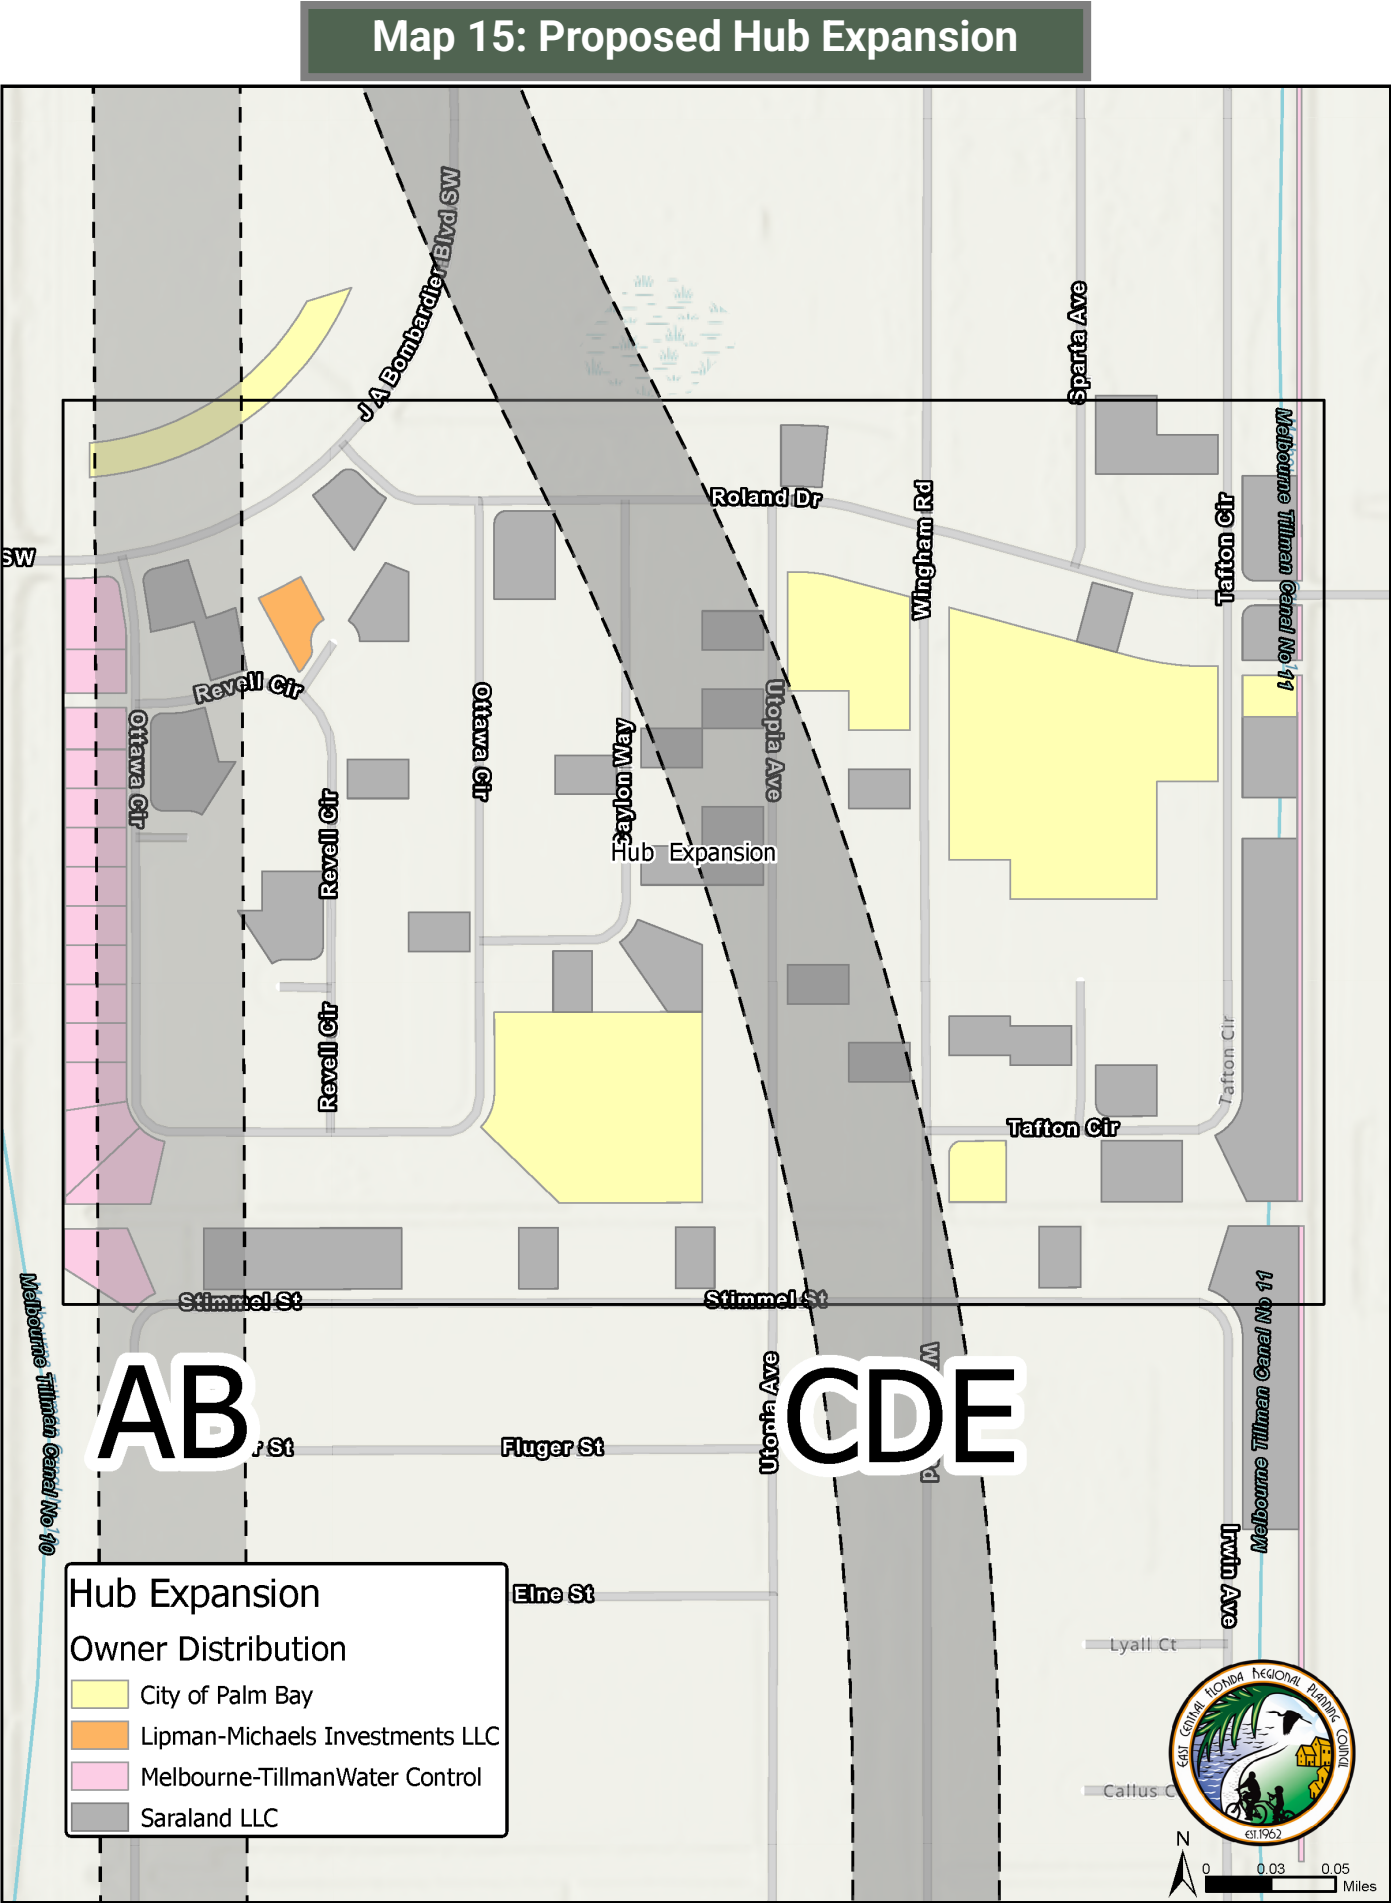 Map 15: Proposed Hub Expansion
J A Bombardier Blvd SW
Sparta Ave
Melbourne Tillman Canal No 11
Roland Dr
Wingham Rd
Tafton Cir
SW
Revell Cir
Ottawa Cir
Ottawa Cir
Utopia Ave
Revell Cir
Hub Expansion
Revell Cir
Tafton Cir
Tafton Cir
Stimmel St
Stimmel St
Melbourne Tillman Canal No 10
Melbourne Tillman Canal No 11
AB
CDE
Utopia Ave
r St
Fluger St
Irwin Ave
Elne St
Lyall Ct
Callus C
Hub Expansion
Owner Distribution
City of Palm Bay
Lipman-Michaels Investments LLC
Melbourne-TillmanWater Control
Saraland LLC
EAST CENTRAL FLORIDA REGIONAL PLANNING COUNCIL
EST.1962
N
0 0.03 0.05
Miles